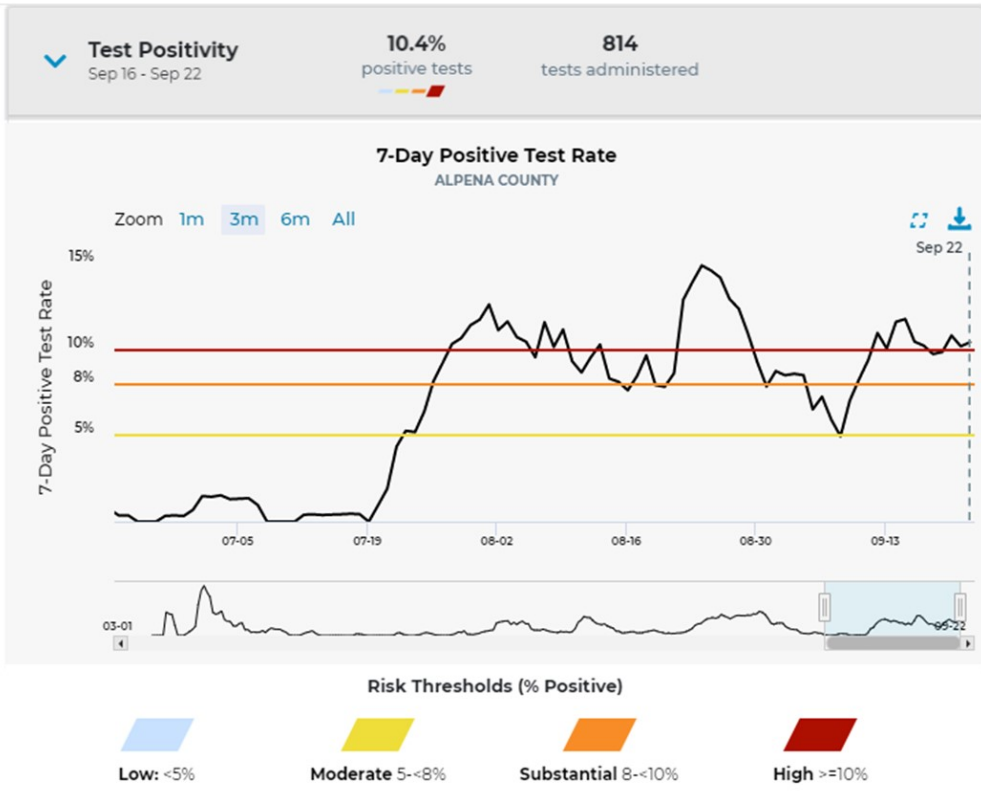 Test Positivity
Sep 16 - Sep 22
10.4%
positive tests
814
tests administered
7-Day Positive Test Rate
ALPENA COUNTY
Zoom 1m 3m 6m All
Sep 22
7-Day Positive Test Rate
15%
10%
8%
5%
07-05 07-19 08-02 08-16 08-30 09-13
03-01 09-22
Risk Thresholds (% Positive)
Low: <5% Moderate 5-<8% Substantial 8-<10% High >=10%